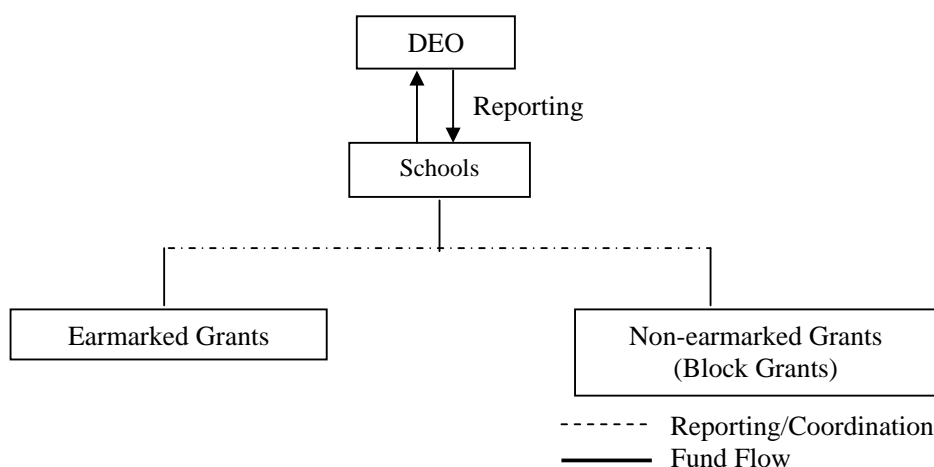 DEO
Reporting
Schools
Earmarked Grants
Non-earmarked Grants
(Block Grants)
Reporting/Coordination
Fund Flow